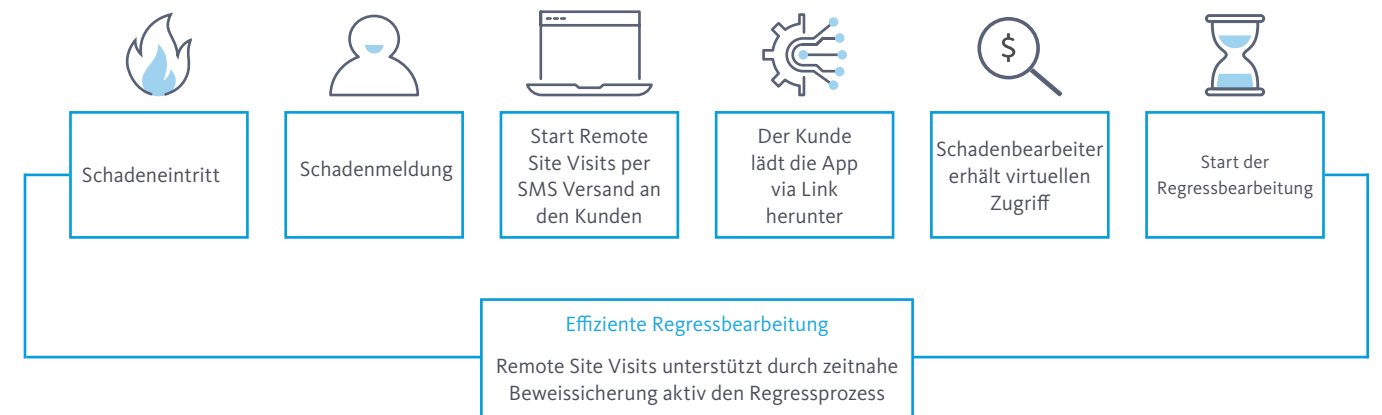 $
Schadeneintritt
Schadenmeldung
Start Remote
Site Visits per
SMS Versand an
den Kunden
Der Kunde
lädt die App
via Link
herunter
Schadenbearbeiter
erhält virtuellen
Zugriff
Start der
Regressbearbeitung
Effiziente Regressbearbeitung
Remote Site Visits unterstützt durch zeitnahe
Beweissicherung aktiv den Regressprozess